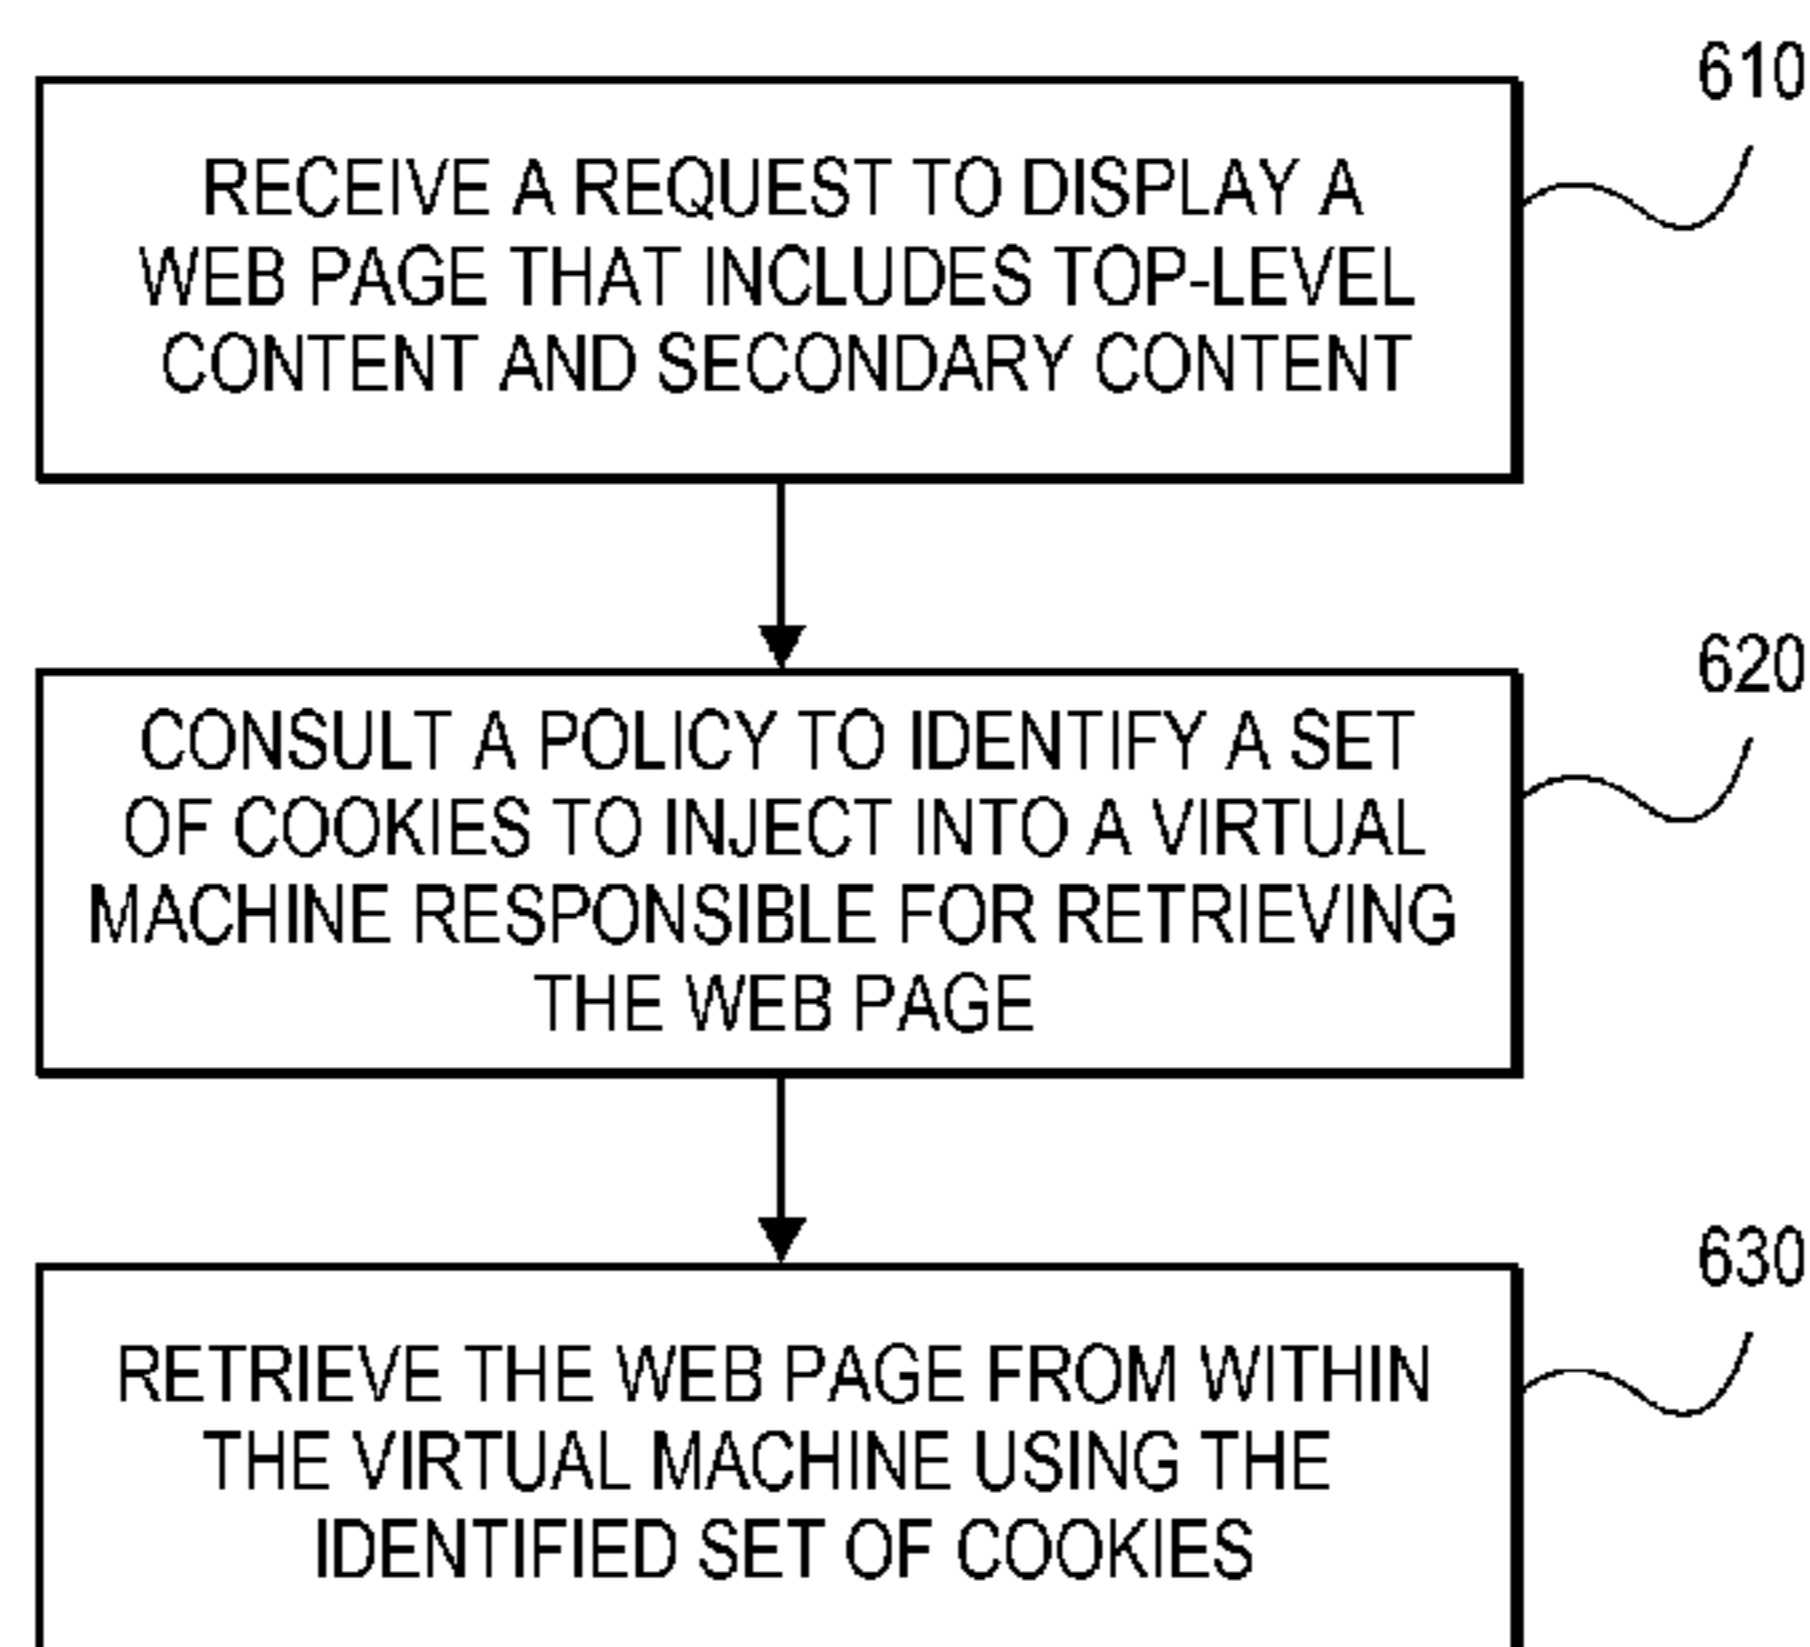 610
RECEIVE A REQUEST TO DISPLAY A
WEB PAGE THAT INCLUDES TOP-LEVEL
CONTENT AND SECONDARY CONTENT
620
CONSULT A POLICY TO IDENTIFY A SET
OF COOKIES TO INJECT INTO A VIRTUAL
MACHINE RESPONSIBLE FOR RETRIEVING
THE WEB PAGE
630
RETRIEVE THE WEB PAGE FROM WITHIN
THE VIRTUAL MACHINE USING THE
IDENTIFIED SET OF COOKIES